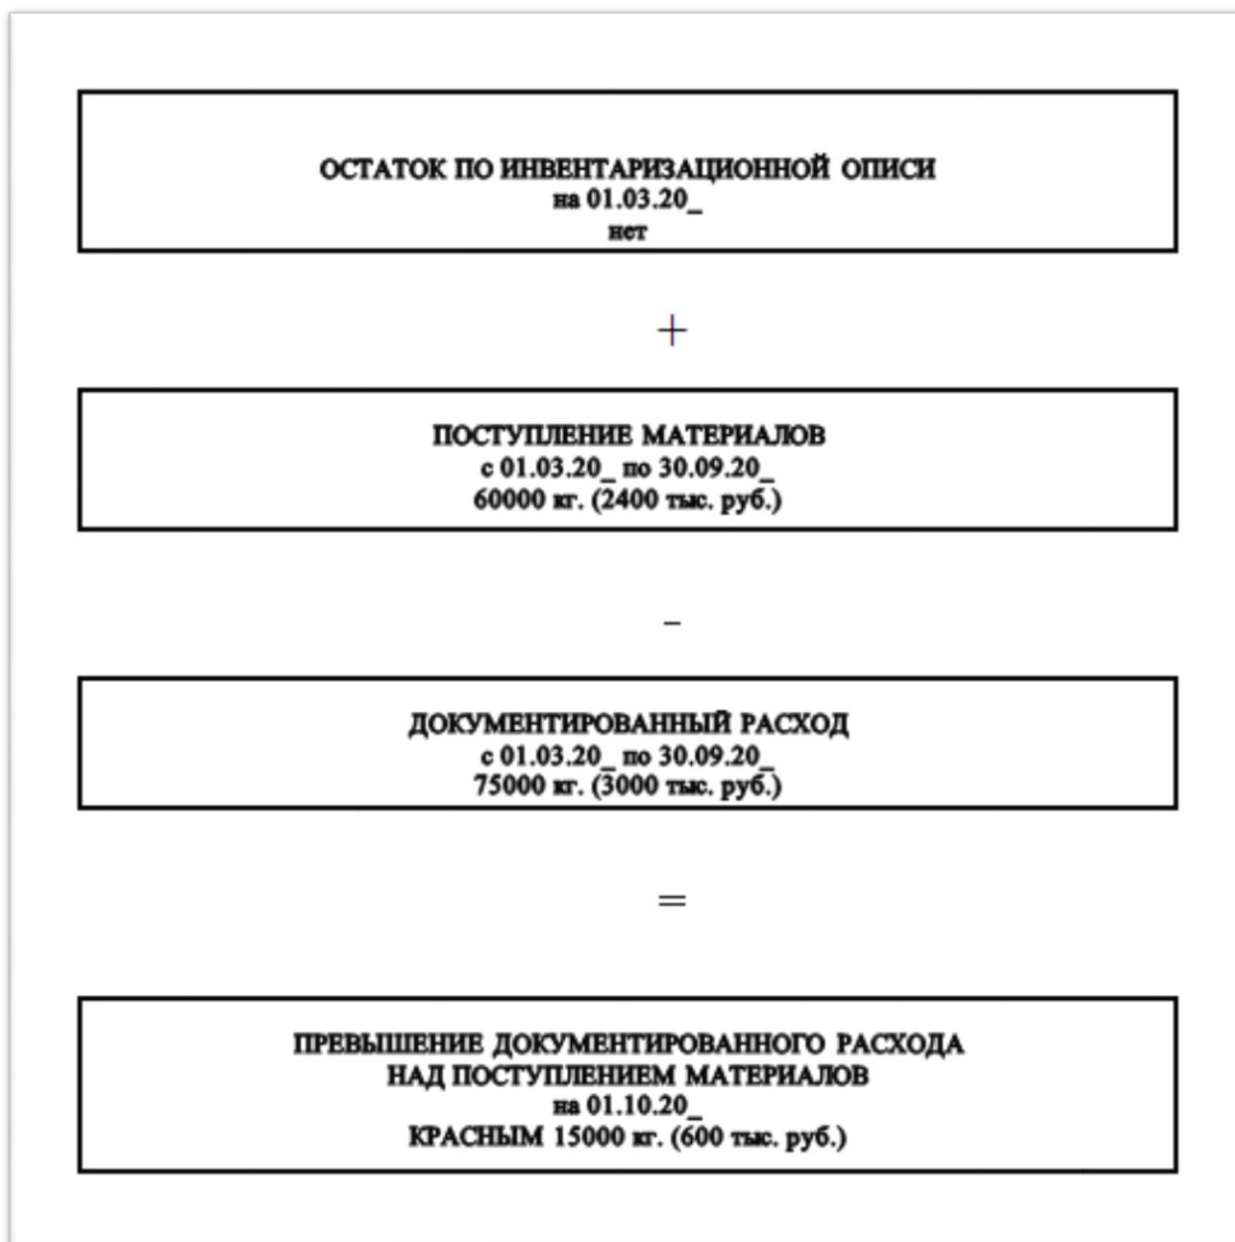 ОСТАТОК ПО ИНВЕНТАРИЗАЦИОННОЙ ОПИСИ
на 01.03.20_
нет
+
ПОСТУПЛЕНИЕ МАТЕРИАЛОВ
с 01.03.20_ по 30.09.20_
60000 кг. (2400 тыс. руб.)
–
ДОКУМЕНТИРОВАННЫЙ РАСХОД
с 01.03.20_ по 30.09.20_
75000 кг. (3000 тыс. руб.)
=
ПРЕВЫШЕНИЕ ДОКУМЕНТИРОВАННОГО РАСХОДА
НАД ПОСТУПЛЕНИЕМ МАТЕРИАЛОВ
на 01.10.20_
КРАСНЫМ 15000 кг. (600 тыс. руб.)